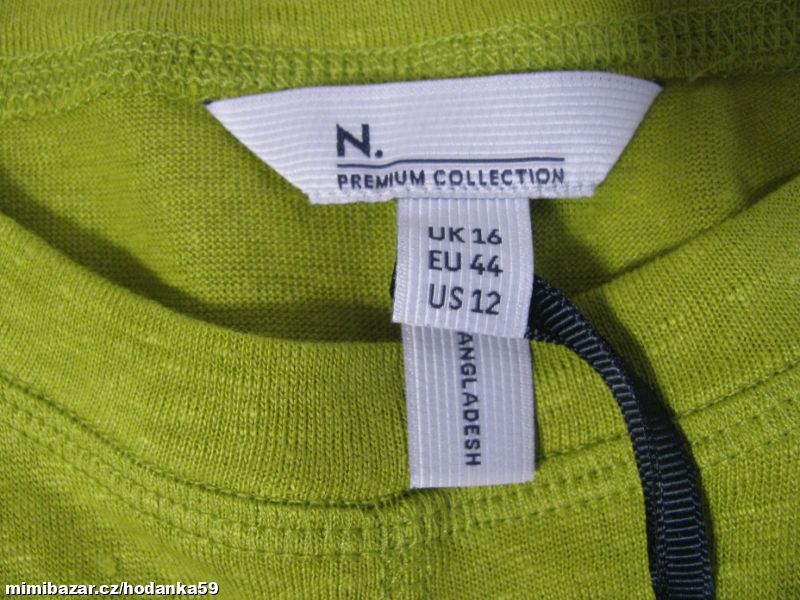 N.
PREMIUM COLLECTION
UK 16
EU 44
US 12
ANGLADESH
mimibazar.cz/hodanka59